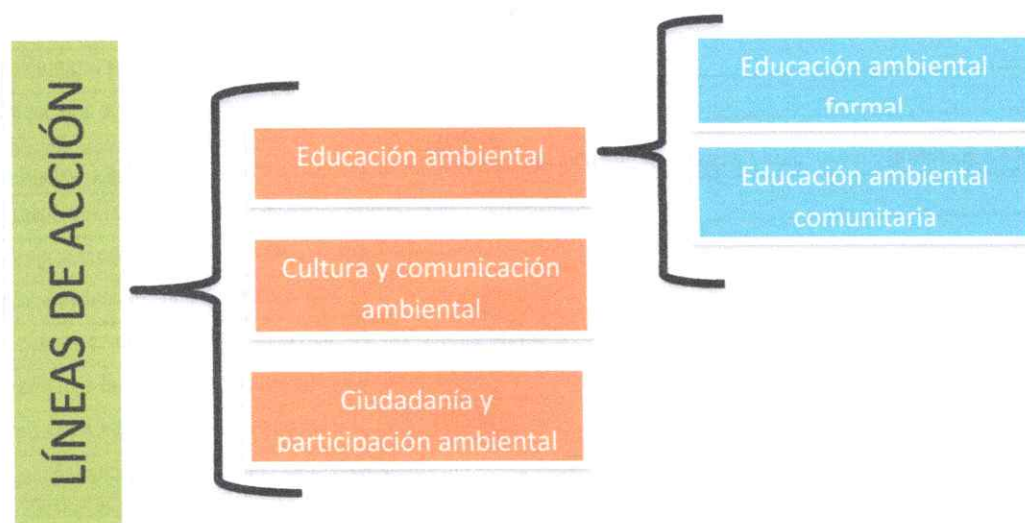 LÍNEAS DE ACCIÓN
Educación ambiental
Cultura y comunicación
ambiental
Ciudadanía y
participación ambiental
Educación ambiental
formal
Educación ambiental
comunitaria